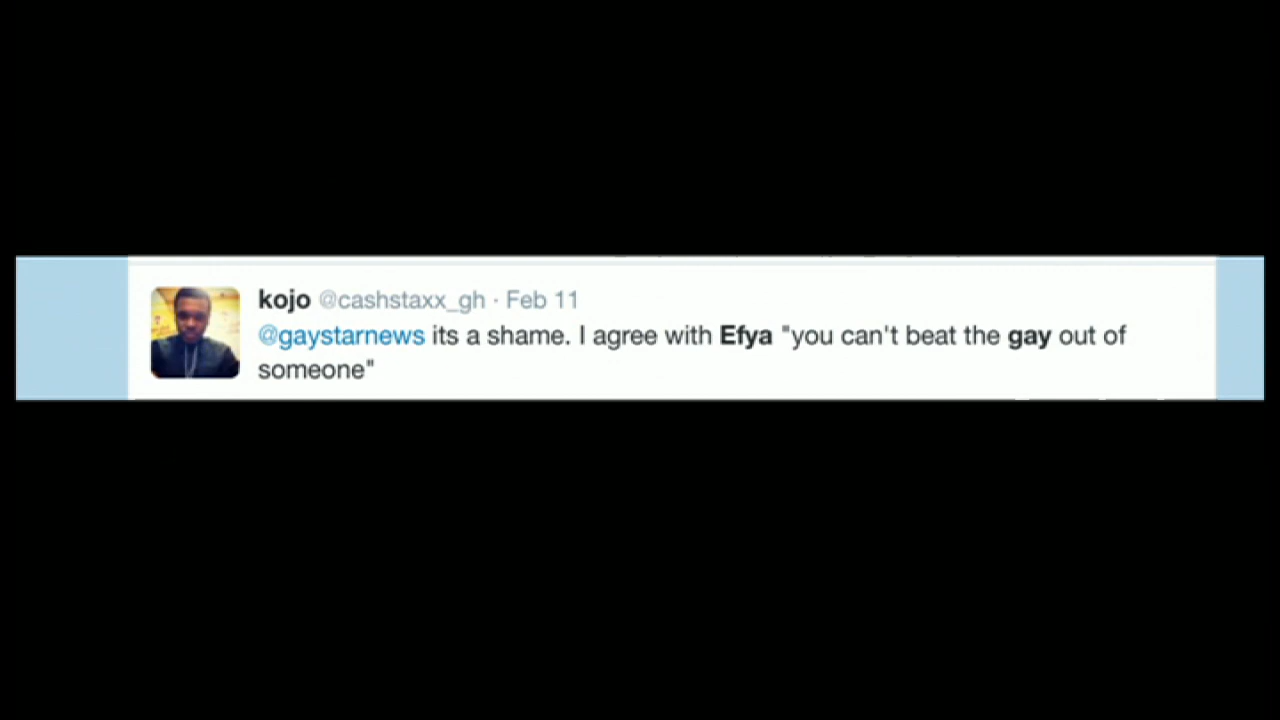 kojo @cashstaxx_gh · Feb 11
@gaystarnews its a shame. I agree with Efya "you can't beat the gay out of
someone"